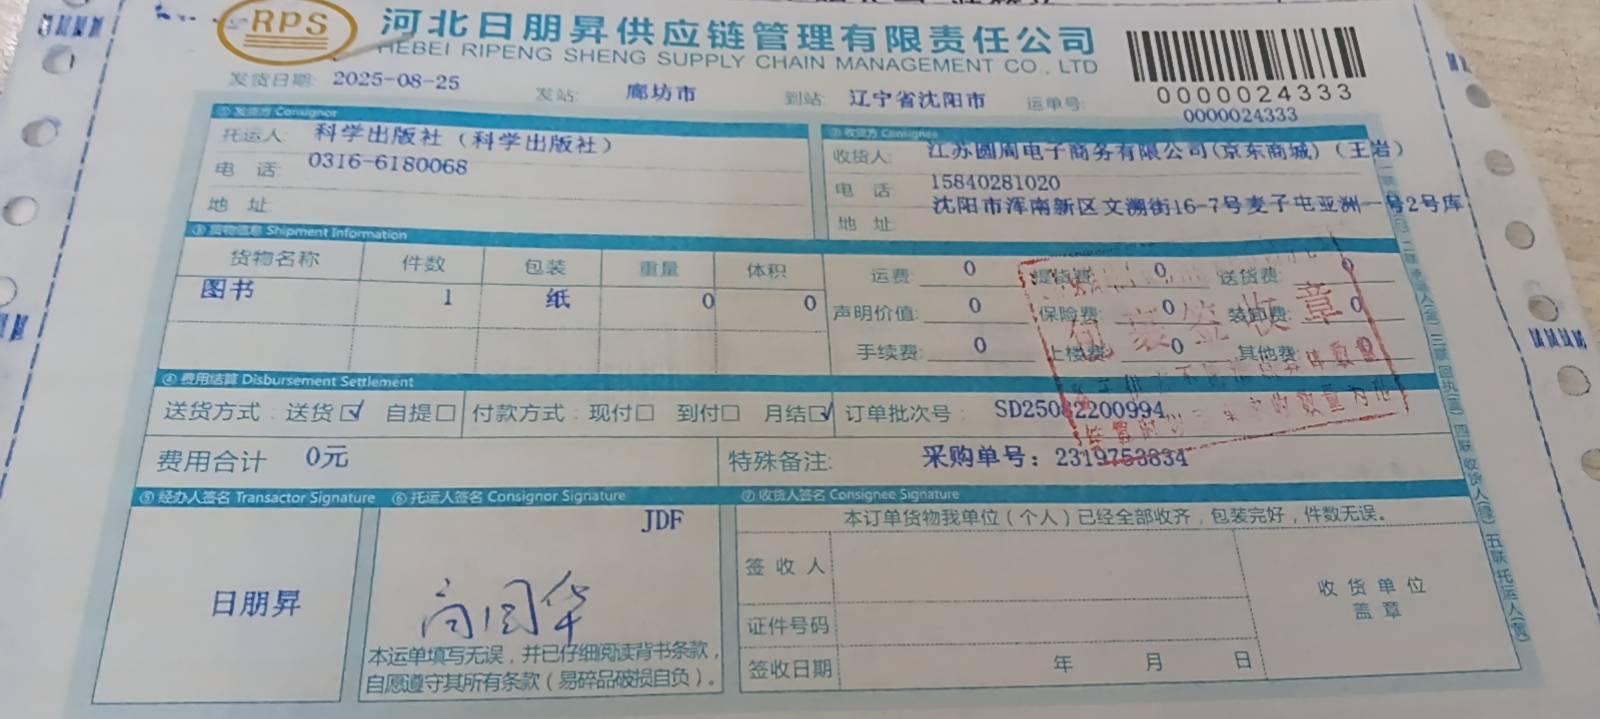 RPS
河北日朋昇供应链管理有限责任公司
HEBEI RIPENG SHENG SUPPLY CHAIN MANAGEMENT CO., LTD
0000024333
0000024333
发货日期: 2025-08-25 发站: 廊坊市 到站: 辽宁省沈阳市 运单号:
①发货方 Consignor
托运人: 科学出版社（科学出版社）
电 话: 0316-6180068
地 址:
②收货方 Consignee
收货人: 江苏圆周电子商务有限公司(京东商城)（王岩）
电 话: 15840281020
地 址: 沈阳市浑南新区文溯街16-7号麦子屯亚洲一号2号库
③货物信息 Shipment Information
货物名称 件数 包装 重量 体积
图书 1 纸 0 0
运费: 0 提货费: 0 送货费: 0
声明价值: 0 保险费: 0 装卸费: 0
手续费: 0 上楼费: 0 其他费: 0
包装签收章
④费用结算 Disbursement Settlement
送货方式: 送货☑ 自提□ 付款方式: 现付□ 到付□ 月结☑ 订单批次号: SD25082200994
费用合计 0元 特殊备注: 采购单号：2319753834
⑤经办人签名 Transactor Signature ⑥托运人签名 Consignor Signature ⑦收货人签名 Consignee Signature
日朋昇
JDF
本运单填写无误，并已仔细阅读背书条款，
自愿遵守其所有条款（易碎品破损自负）。
本订单货物我单位（个人）已经全部收齐，包装完好，件数无误。
签收人
证件号码
签收日期 年 月 日
收货单位
盖章